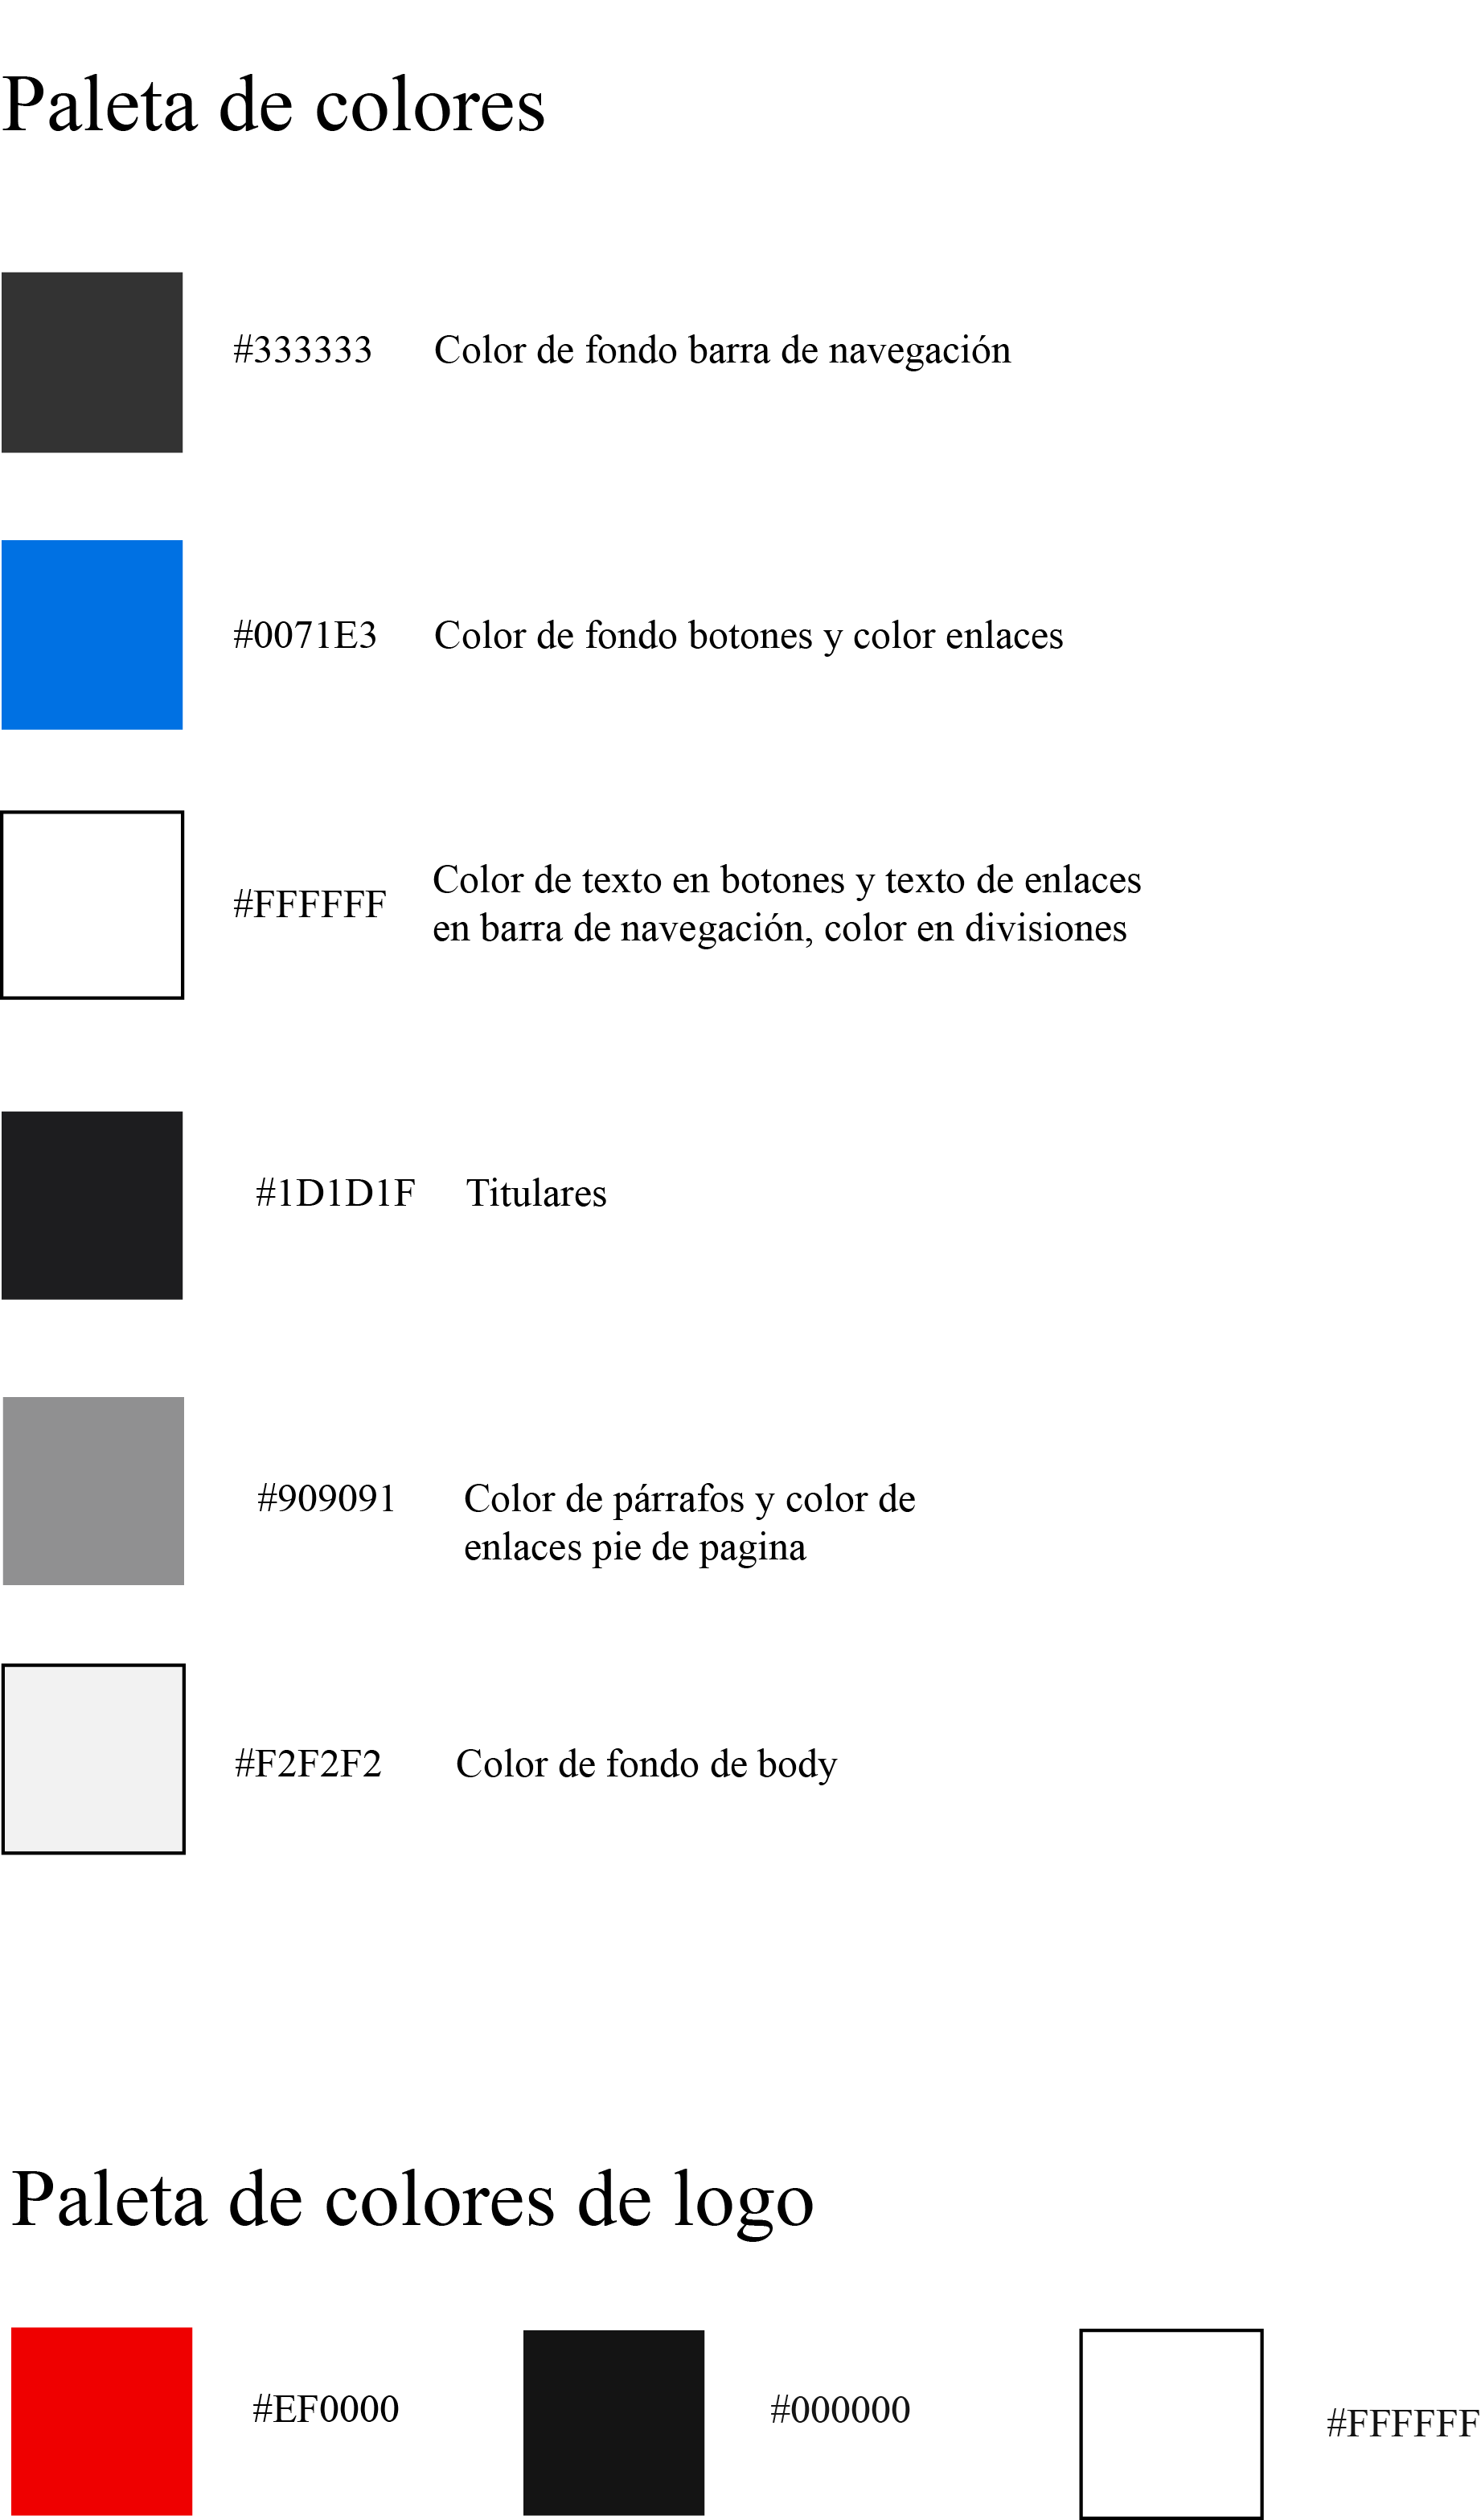 Paleta de colores
#333333 Color de fondo barra de navegación
#0071E3 Color de fondo botones y color enlaces
#FFFFFF Color de texto en botones y texto de enlaces
en barra de navegación, color en divisiones
#1D1D1F Titulares
#909091 Color de párrafos y color de
enlaces pie de pagina
#F2F2F2 Color de fondo de body
Paleta de colores de logo
#EF0000 #000000 #FFFFFF